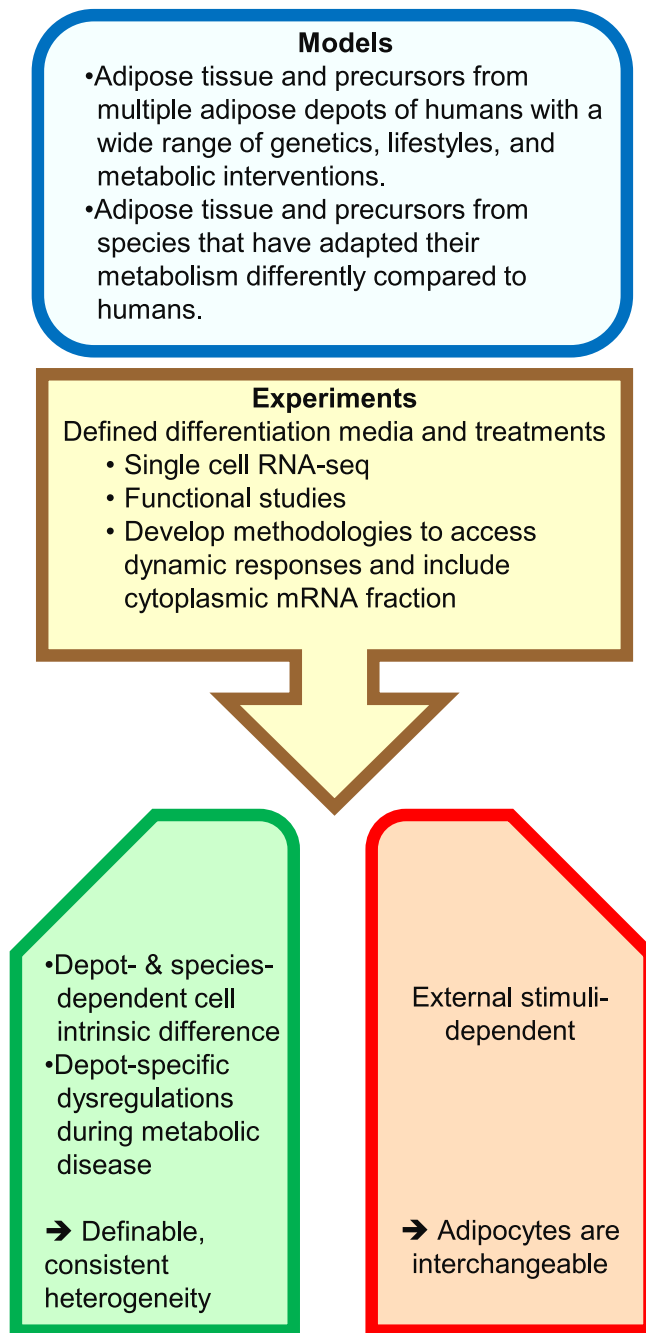 Models
•Adipose tissue and precursors from
multiple adipose depots of humans with a
wide range of genetics, lifestyles, and
metabolic interventions.
•Adipose tissue and precursors from
species that have adapted their
metabolism differently compared to
humans.
Experiments
Defined differentiation media and treatments
• Single cell RNA-seq
• Functional studies
• Develop methodologies to access
dynamic responses and include
cytoplasmic mRNA fraction
•Depot- & species-
dependent cell
intrinsic difference
•Depot-specific
dysregulations
during metabolic
disease
➔ Definable,
consistent
heterogeneity
External stimuli-
dependent
➔ Adipocytes are
interchangeable